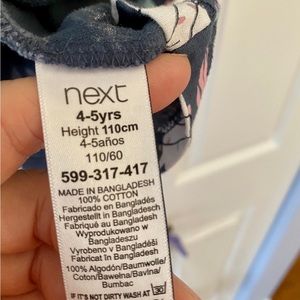 next
4-5yrs
Height 110cm
4-5años
110/60
599-317-417
MADE IN BANGLADESH
100% COTTON
Fabricado en Bangladés
Hergestellt in Bangladesch
Fabriqué au Bangladesh
Wyprodukowano w
Bangladeszu
Vyrobeno v Bangladéši
Fabricat în Bangladesh
100% Algodón/Baumwolle/
Coton/Bawełna/Bavlna/
Bumbac
IF IT'S NOT DIRTY WASH AT